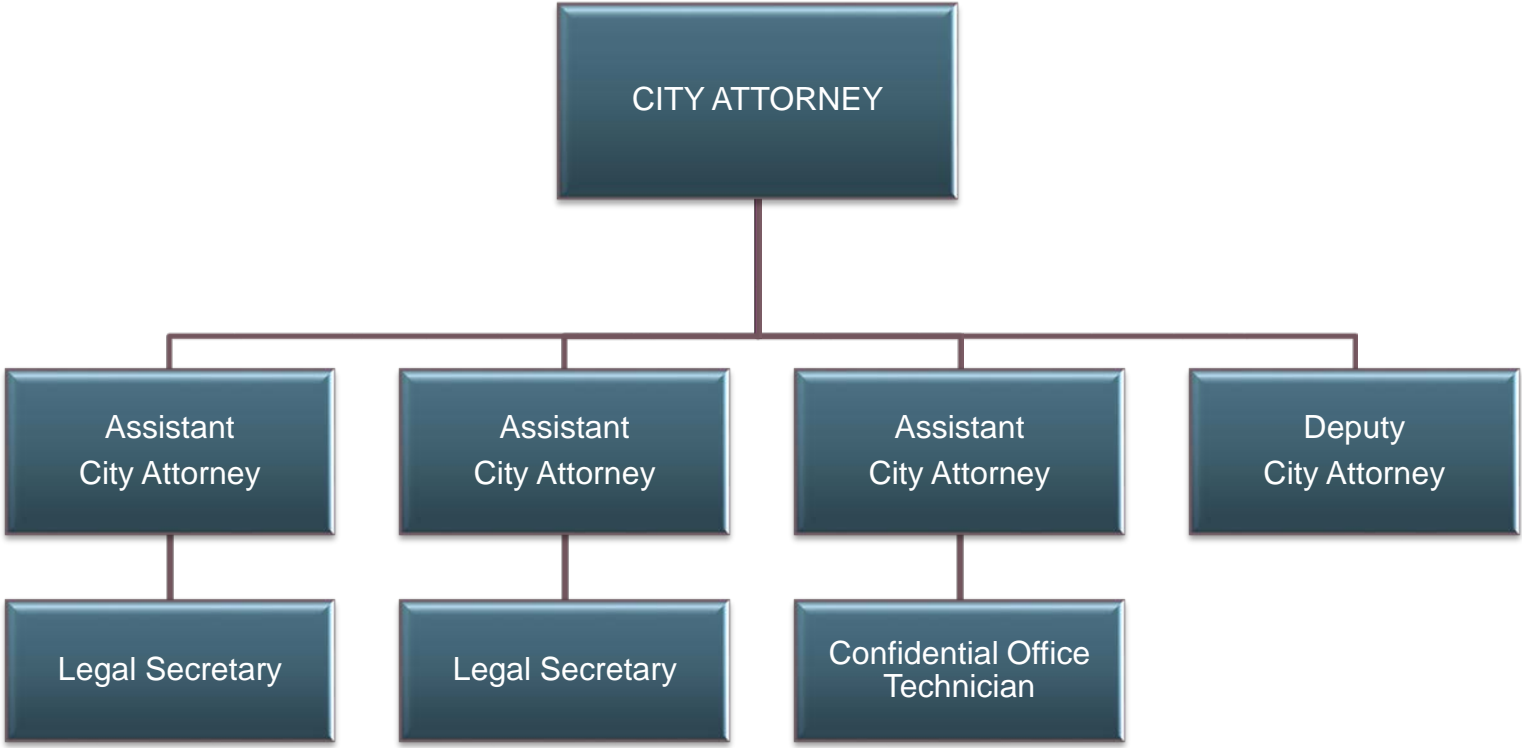 CITY ATTORNEY
Assistant
City Attorney
Assistant
City Attorney
Assistant
City Attorney
Deputy
City Attorney
Legal Secretary
Legal Secretary
Confidential Office
Technician